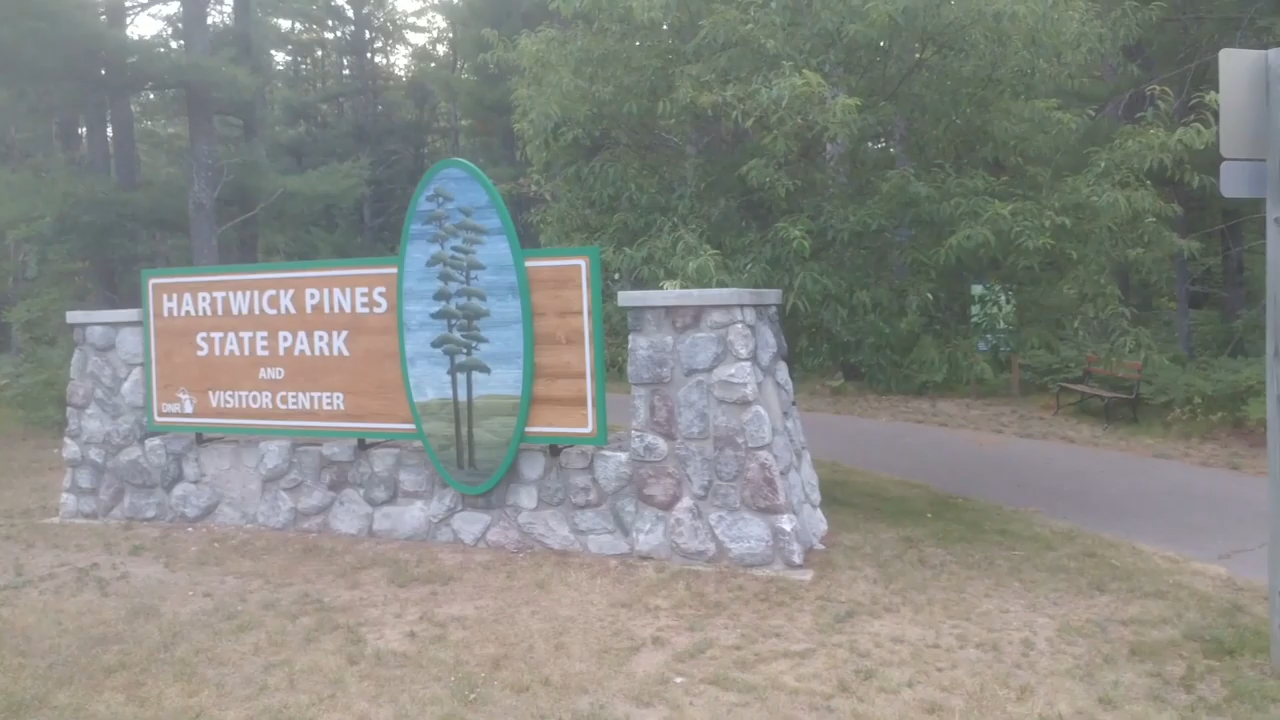 HARTWICK PINES
STATE PARK
AND
VISITOR CENTER
DNR